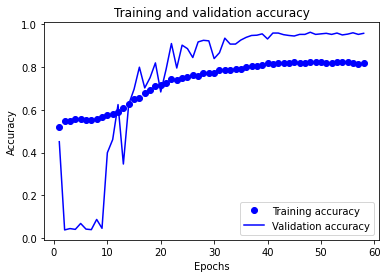 Training and validation accuracy
Accuracy
1.0
0.8
0.6
0.4
0.2
0.0
Training accuracy
Validation accuracy
0 10 20 30 40 50 60
Epochs